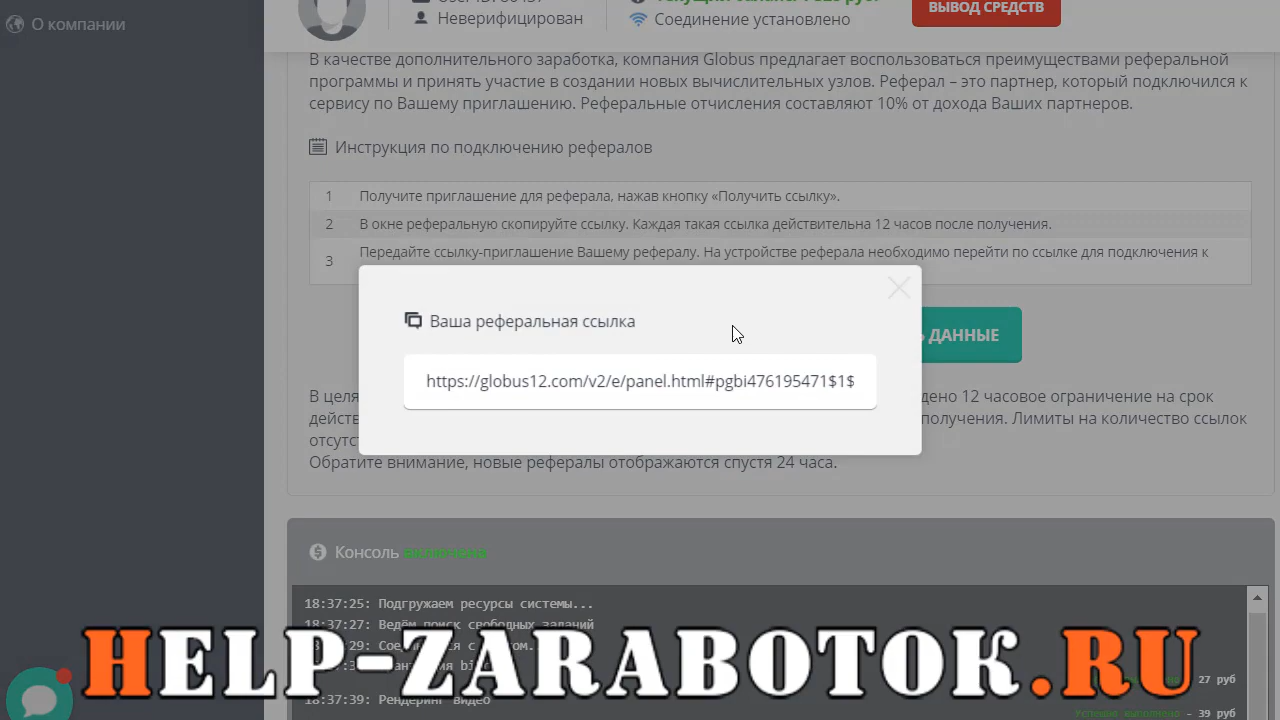 О компании
Неверифицирован
Соединение установлено
ВЫВОД СРЕДСТВ
В качестве дополнительного заработка, компания Globus предлагает воспользоваться преимуществами реферальной
программы и принять участие в создании новых вычислительных узлов. Реферал – это партнер, который подключился к
сервису по Вашему приглашению. Реферальные отчисления составляют 10% от дохода Ваших партнеров.
Инструкция по подключению рефералов
1 Получите приглашение для реферала, нажав кнопку «Получить ссылку».
2 В окне реферальную скопируйте ссылку. Каждая такая ссылка действительна 12 часов после получения.
3 Передайте ссылку-приглашение Вашему рефералу. На устройстве реферала необходимо перейти по ссылке для подключения к
Ваша реферальная ссылка
ДАННЫЕ
https://globus12.com/v2/e/panel.html#pgbi476195471$1$
В целя дено 12 часовое ограничение на срок
дейст получения. Лимиты на количество ссылок
отсутс
Обратите внимание, новые рефералы отображаются спустя 24 часа.
Консоль включена
18:37:25: Подгружаем ресурсы системы...
18:37:27: Ведём поиск свободных заданий
HELP-ZARABOTOK.RU
27 руб
18:37:39: Рендеринг видео
Успешно выполнено - 39 руб